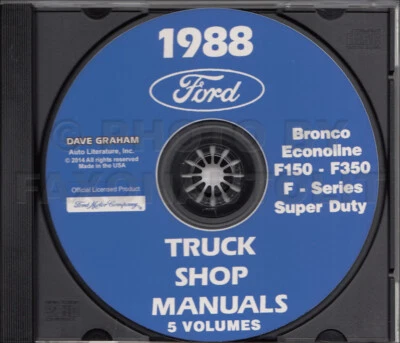 1988
Ford
DAVE GRAHAM
Auto Literature, Inc.
© 2014 All rights reserved
Made in the USA
Official Licensed Product
Ford Motor Company
Bronco
Econoline
F150 - F350
F - Series
Super Duty
TRUCK
SHOP
MANUALS
5 VOLUMES